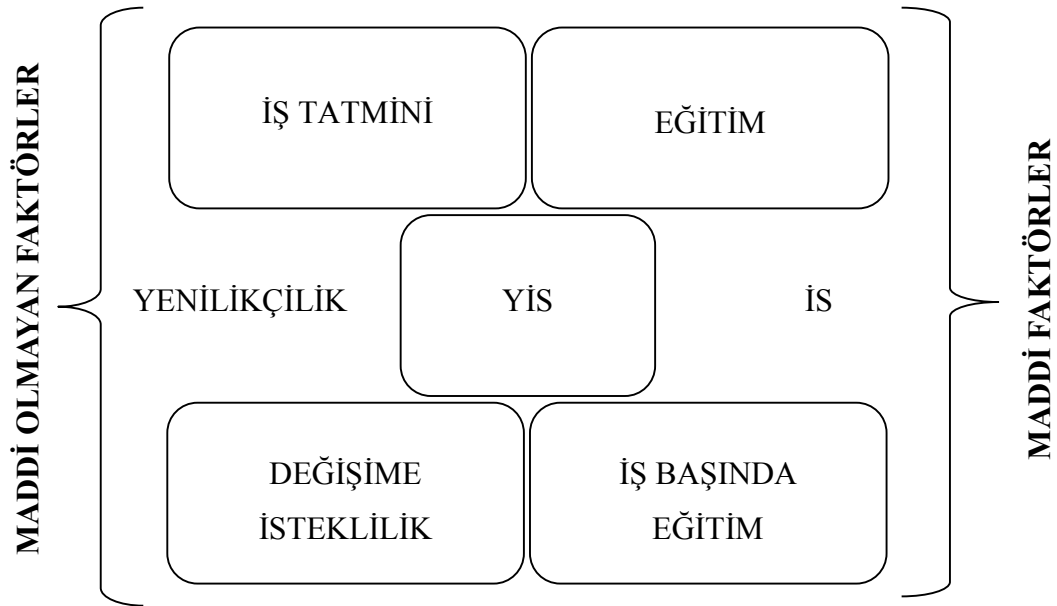 MADDİ OLMAYAN FAKTÖRLER
İŞ TATMİNİ
EĞİTİM
YENİLİKÇİLİK
YİS
İS
DEĞİŞİME
İSTEKLİLİK
İŞ BAŞINDA
EĞİTİM
MADDİ FAKTÖRLER